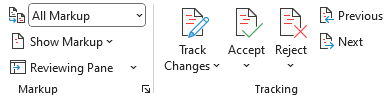 All Markup
Show Markup
Reviewing Pane
Markup
Track Changes
Accept
Reject
Previous
Next
Tracking